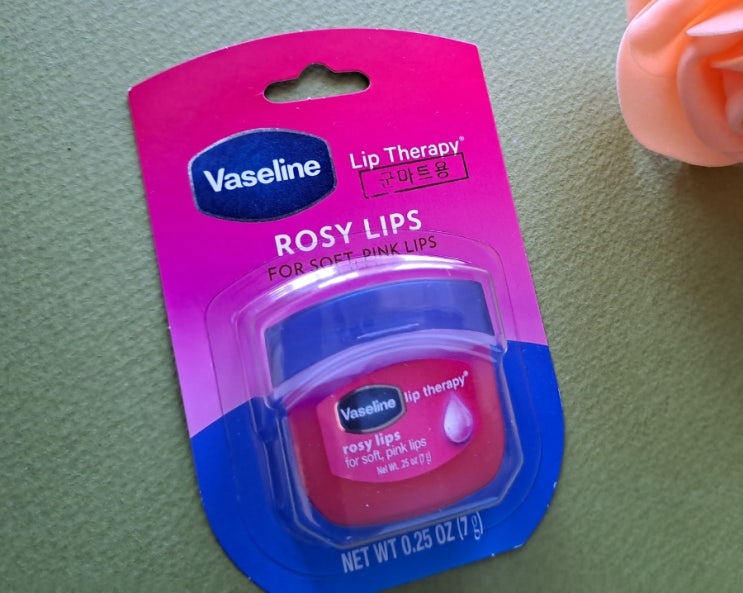 Vaseline
Lip Therapy®
군마트용
ROSY LIPS
FOR SOFT, PINK LIPS
Vaseline
lip therapy®
rosy lips
for soft, pink lips
Net Wt. .25 oz (7 g)
NET WT 0.25 OZ (7 g)